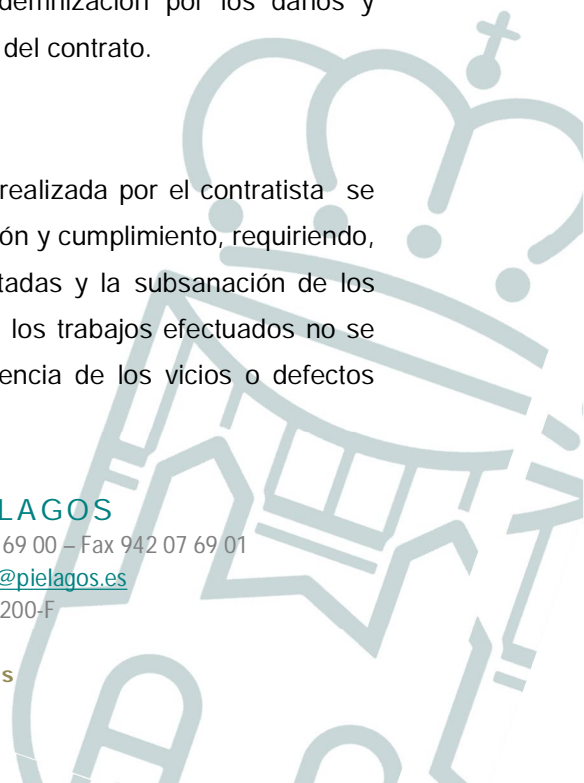 demnización por los daños y
del contrato.
realizada por el contratista se
ón y cumplimiento, requiriendo,
tadas y la subsanación de los
los trabajos efectuados no se
encia de los vicios o defectos
LAGOS
69 00 – Fax 942 07 69 01
@pielagos.es
200-F
s